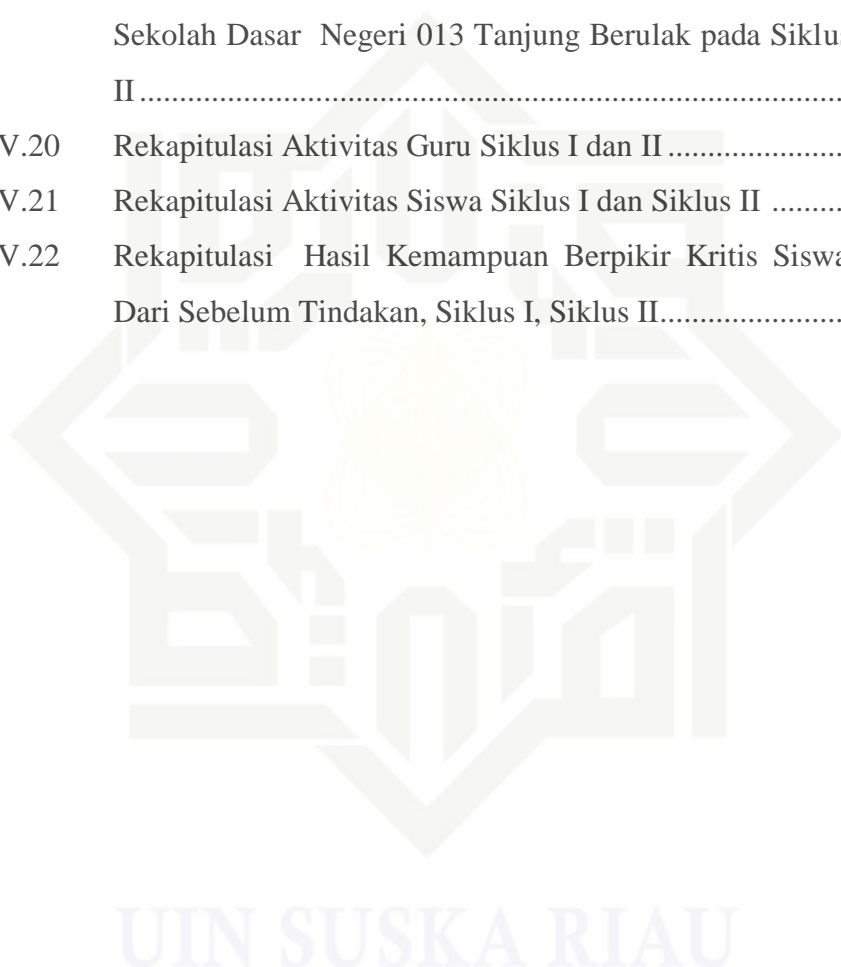 Sekolah Dasar  Negeri 013 Tanjung Berulak pada Siklus
II ....................................................................................
V.20 Rekapitulasi Aktivitas Guru Siklus I dan II .....................
V.21 Rekapitulasi Aktivitas Siswa Siklus I dan Siklus II .........
V.22 Rekapitulasi  Hasil Kemampuan Berpikir Kritis Siswa
Dari Sebelum Tindakan, Siklus I, Siklus II.......................
UIN SUSKA RIAU